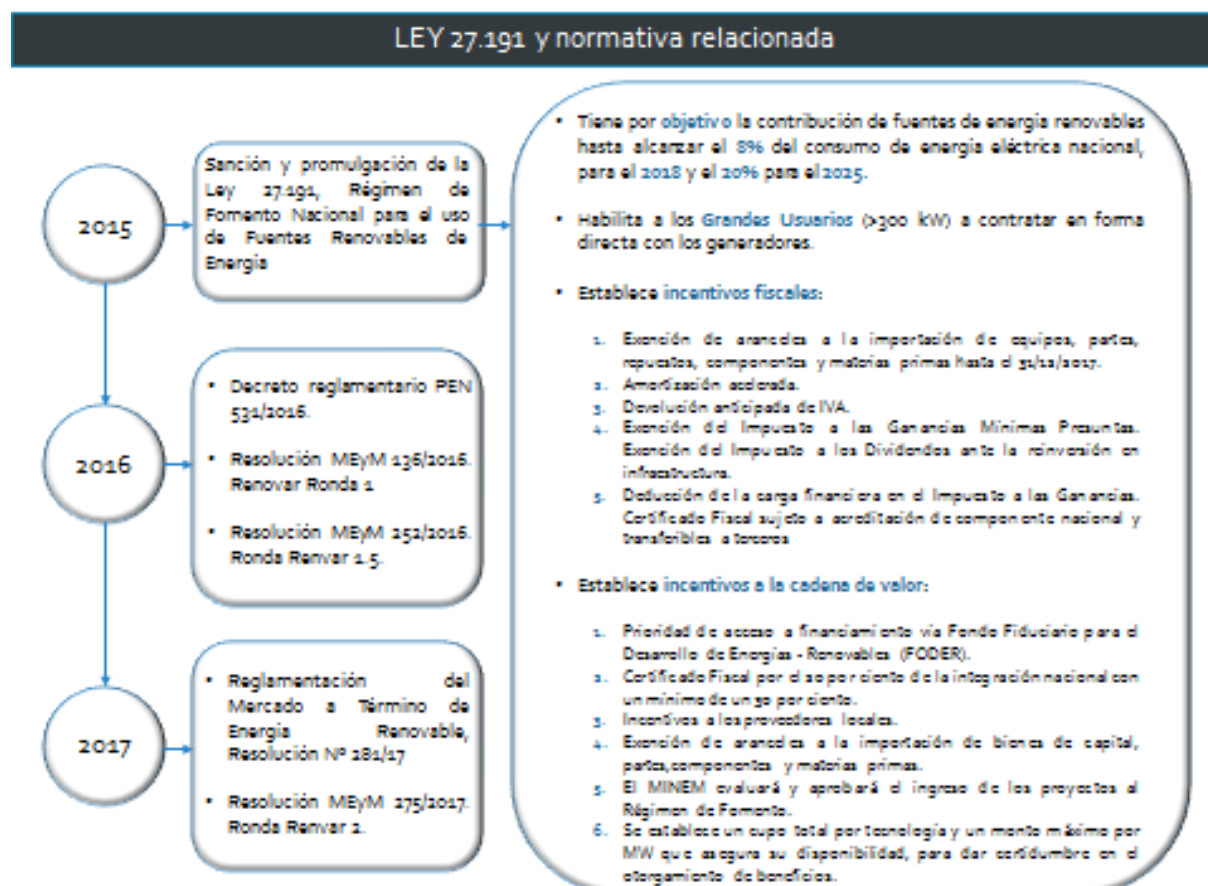 LEY 27.191 y normativa relacionada
2015
Sanción y promulgación de la
Ley 27.191, Régimen de
Fomento Nacional para el uso
de Fuentes Renovables de
Energía
• Tiene por objetivo la contribución de fuentes de energía renovables
hasta alcanzar el 8% del consumo de energía eléctrica nacional,
para el 2018 y el 20% para el 2025.
• Habilita a los Grandes Usuarios (>300 kW) a contratar en forma
directa con los generadores.
• Establece incentivos fiscales:
1. Exención de aranceles a la importación de equipos, partes,
repuestos, componentes y materias primas hasta el 31/12/2017.
2. Amortización acelerada.
3. Devolución anticipada de IVA.
4. Exención del Impuesto a las Ganancias Mínimas Presuntas.
Exención del Impuesto a los Dividendos ante la reinversión en
infraestructura.
5. Deducción de la carga financiera en el Impuesto a las Ganancias.
Certificado Fiscal sujeto a acreditación de componente nacional y
transferibles a terceros
• Establece incentivos a la cadena de valor:
1. Prioridad de acceso a financiamiento vía Fondo Fiduciario para el
Desarrollo de Energías - Renovables (FODER).
2. Certificado Fiscal por el 20 por ciento de la integración nacional con
un mínimo de un 30 por ciento.
3. Incentivos a los proveedores locales.
4. Exención de aranceles a la importación de bienes de capital,
partes,componentes y materias primas.
5. El MINEM evaluará y aprobará el ingreso de los proyectos al
Régimen de Fomento.
6. Se establece un cupo total por tecnología y un monto máximo por
MW que asegura su disponibilidad, para dar certidumbre en el
otorgamiento de beneficios.
2016
• Decreto reglamentario PEN
531/2016.
• Resolución MEyM 136/2016.
Renovar Ronda 1
• Resolución MEyM 252/2016.
Ronda Renvar 1.5.
2017
• Reglamentación del
Mercado a Término de
Energía Renovable,
Resolución Nº 281/17
• Resolución MEyM 275/2017.
Ronda Renvar 2.